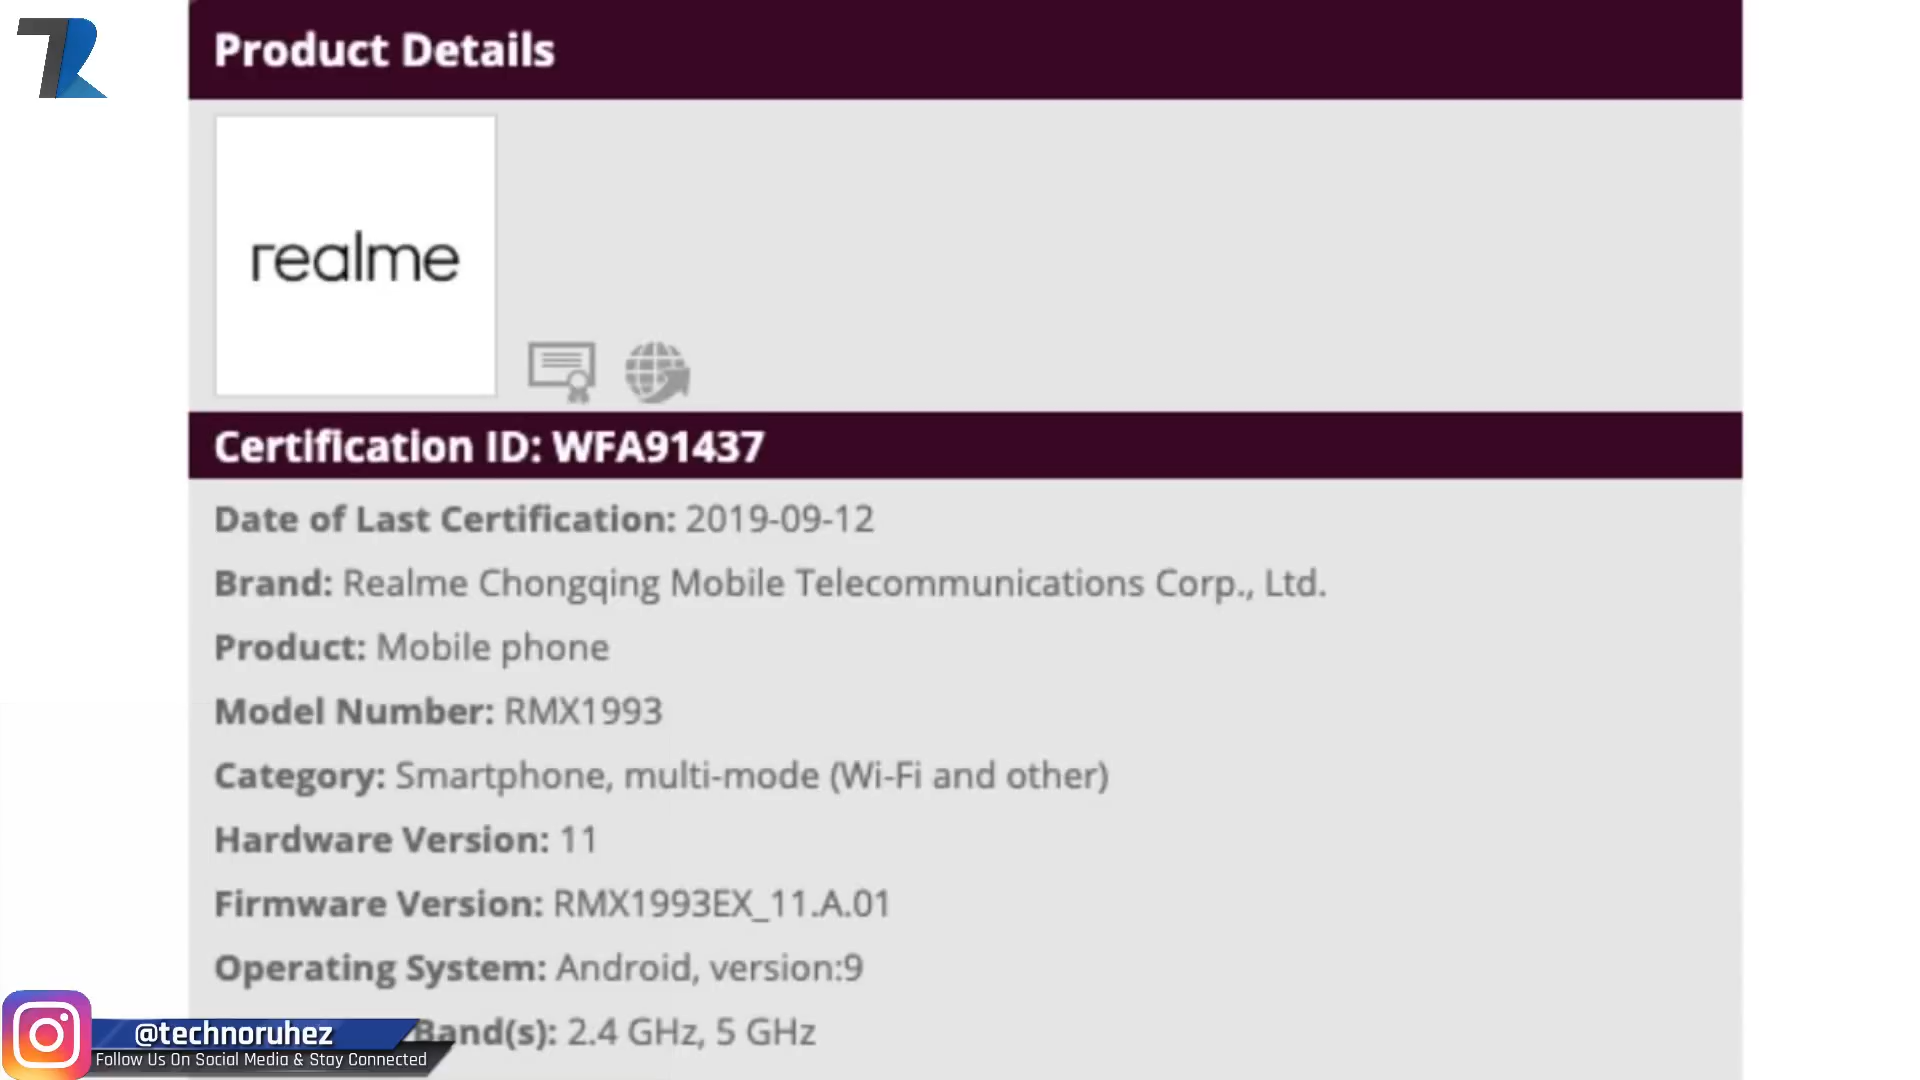 Product Details
realme
Certification ID: WFA91437
Date of Last Certification: 2019-09-12
Brand: Realme Chongqing Mobile Telecommunications Corp., Ltd.
Product: Mobile phone
Model Number: RMX1993
Category: Smartphone, multi-mode (Wi-Fi and other)
Hardware Version: 11
Firmware Version: RMX1993EX_11.A.01
Operating System: Android, version:9
Band(s): 2.4 GHz, 5 GHz
@technoruhez
Follow Us On Social Media & Stay Connected